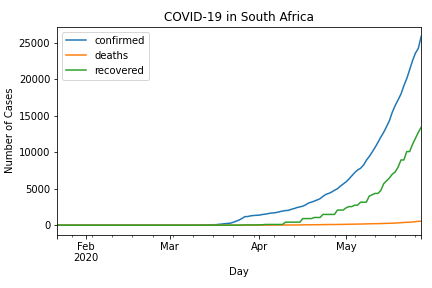 COVID-19 in South Africa
confirmed
deaths
recovered
Number of Cases
25000
20000
15000
10000
5000
0
Feb
2020
Mar
Apr
May
Day